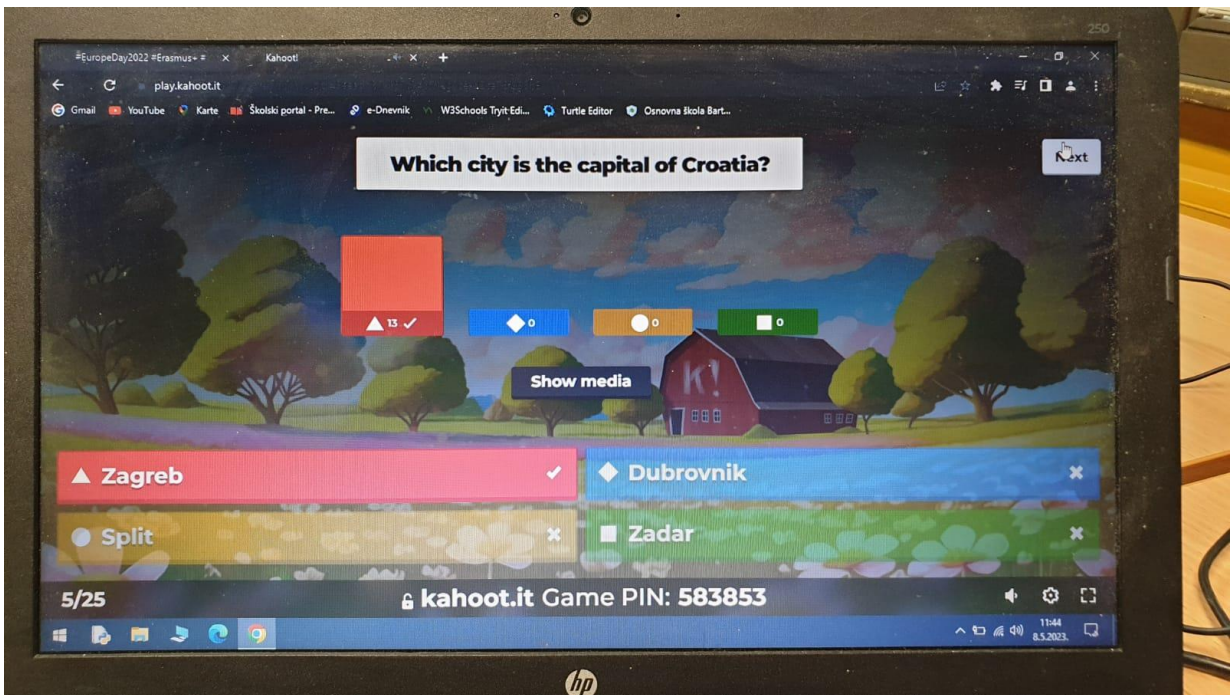 250
#EuropeDay2022 #Erasmus+ #
Kahoot!
play.kahoot.it
Gmail YouTube Karte Školski portal - Pre... e-Dnevnik W3Schools Tryit Edi... Turtle Editor Osnovna škola Bart...
Which city is the capital of Croatia?
Next
13 0 0 0
Show media
K!
Zagreb
Dubrovnik
Split
Zadar
5/25
kahoot.it Game PIN: 583853
11:44
8.5.2023.
hp